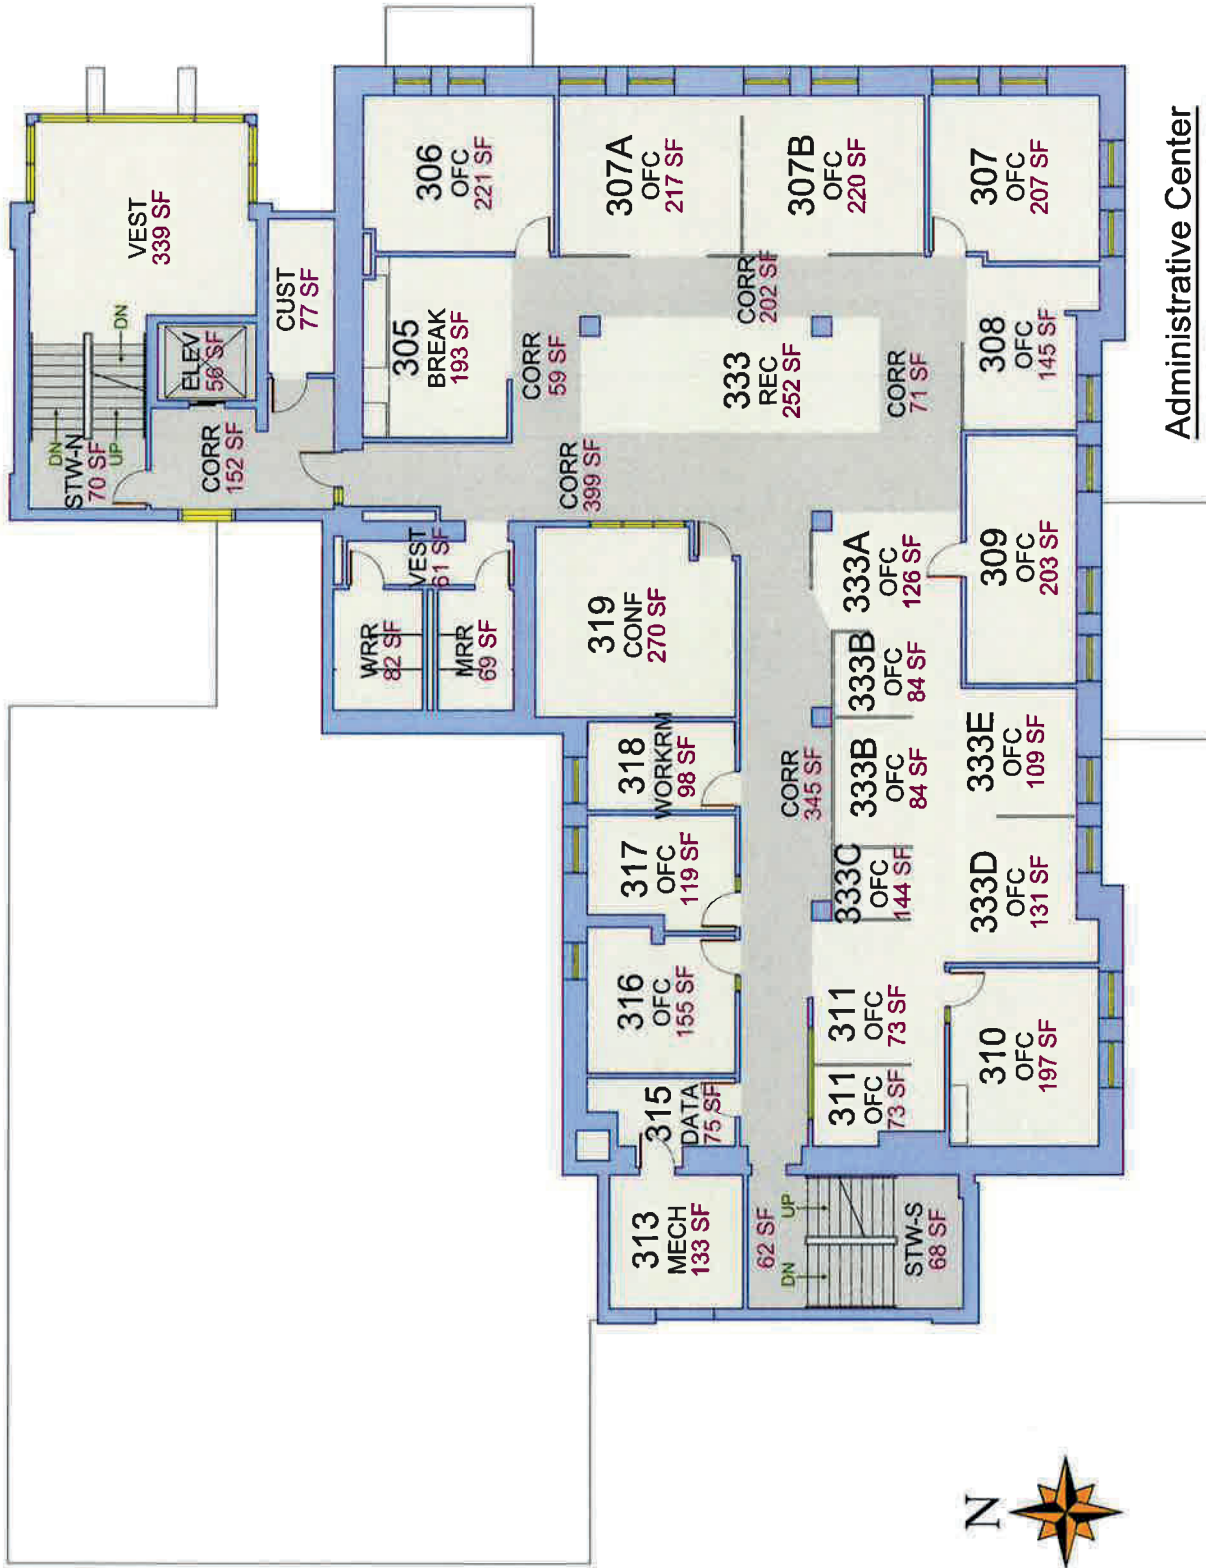 VEST
339 SF
DN
DN
UP
STW-N
70 SF
ELEV
56 SF
CUST
77 SF
CORR
152 SF
306
OFC
221 SF
305
BREAK
193 SF
307A
OFC
217 SF
307B
OFC
220 SF
307
OFC
207 SF
CORR
202 SF
CORR
59 SF
333
REC
252 SF
CORR
71 SF
308
OFC
145 SF
CORR
399 SF
VEST
61 SF
WRR
82 SF
MRR
69 SF
319
CONF
270 SF
333A
OFC
126 SF
309
OFC
203 SF
333B
OFC
84 SF
318
WORKRM
98 SF
CORR
345 SF
333B
OFC
84 SF
333E
OFC
109 SF
317
OFC
119 SF
333C
OFC
144 SF
333D
OFC
131 SF
316
OFC
155 SF
311
OFC
73 SF
311
OFC
73 SF
310
OFC
197 SF
315
DATA
75 SF
313
MECH
133 SF
62 SF
UP
DN
STW-S
68 SF
N
Administrative Center